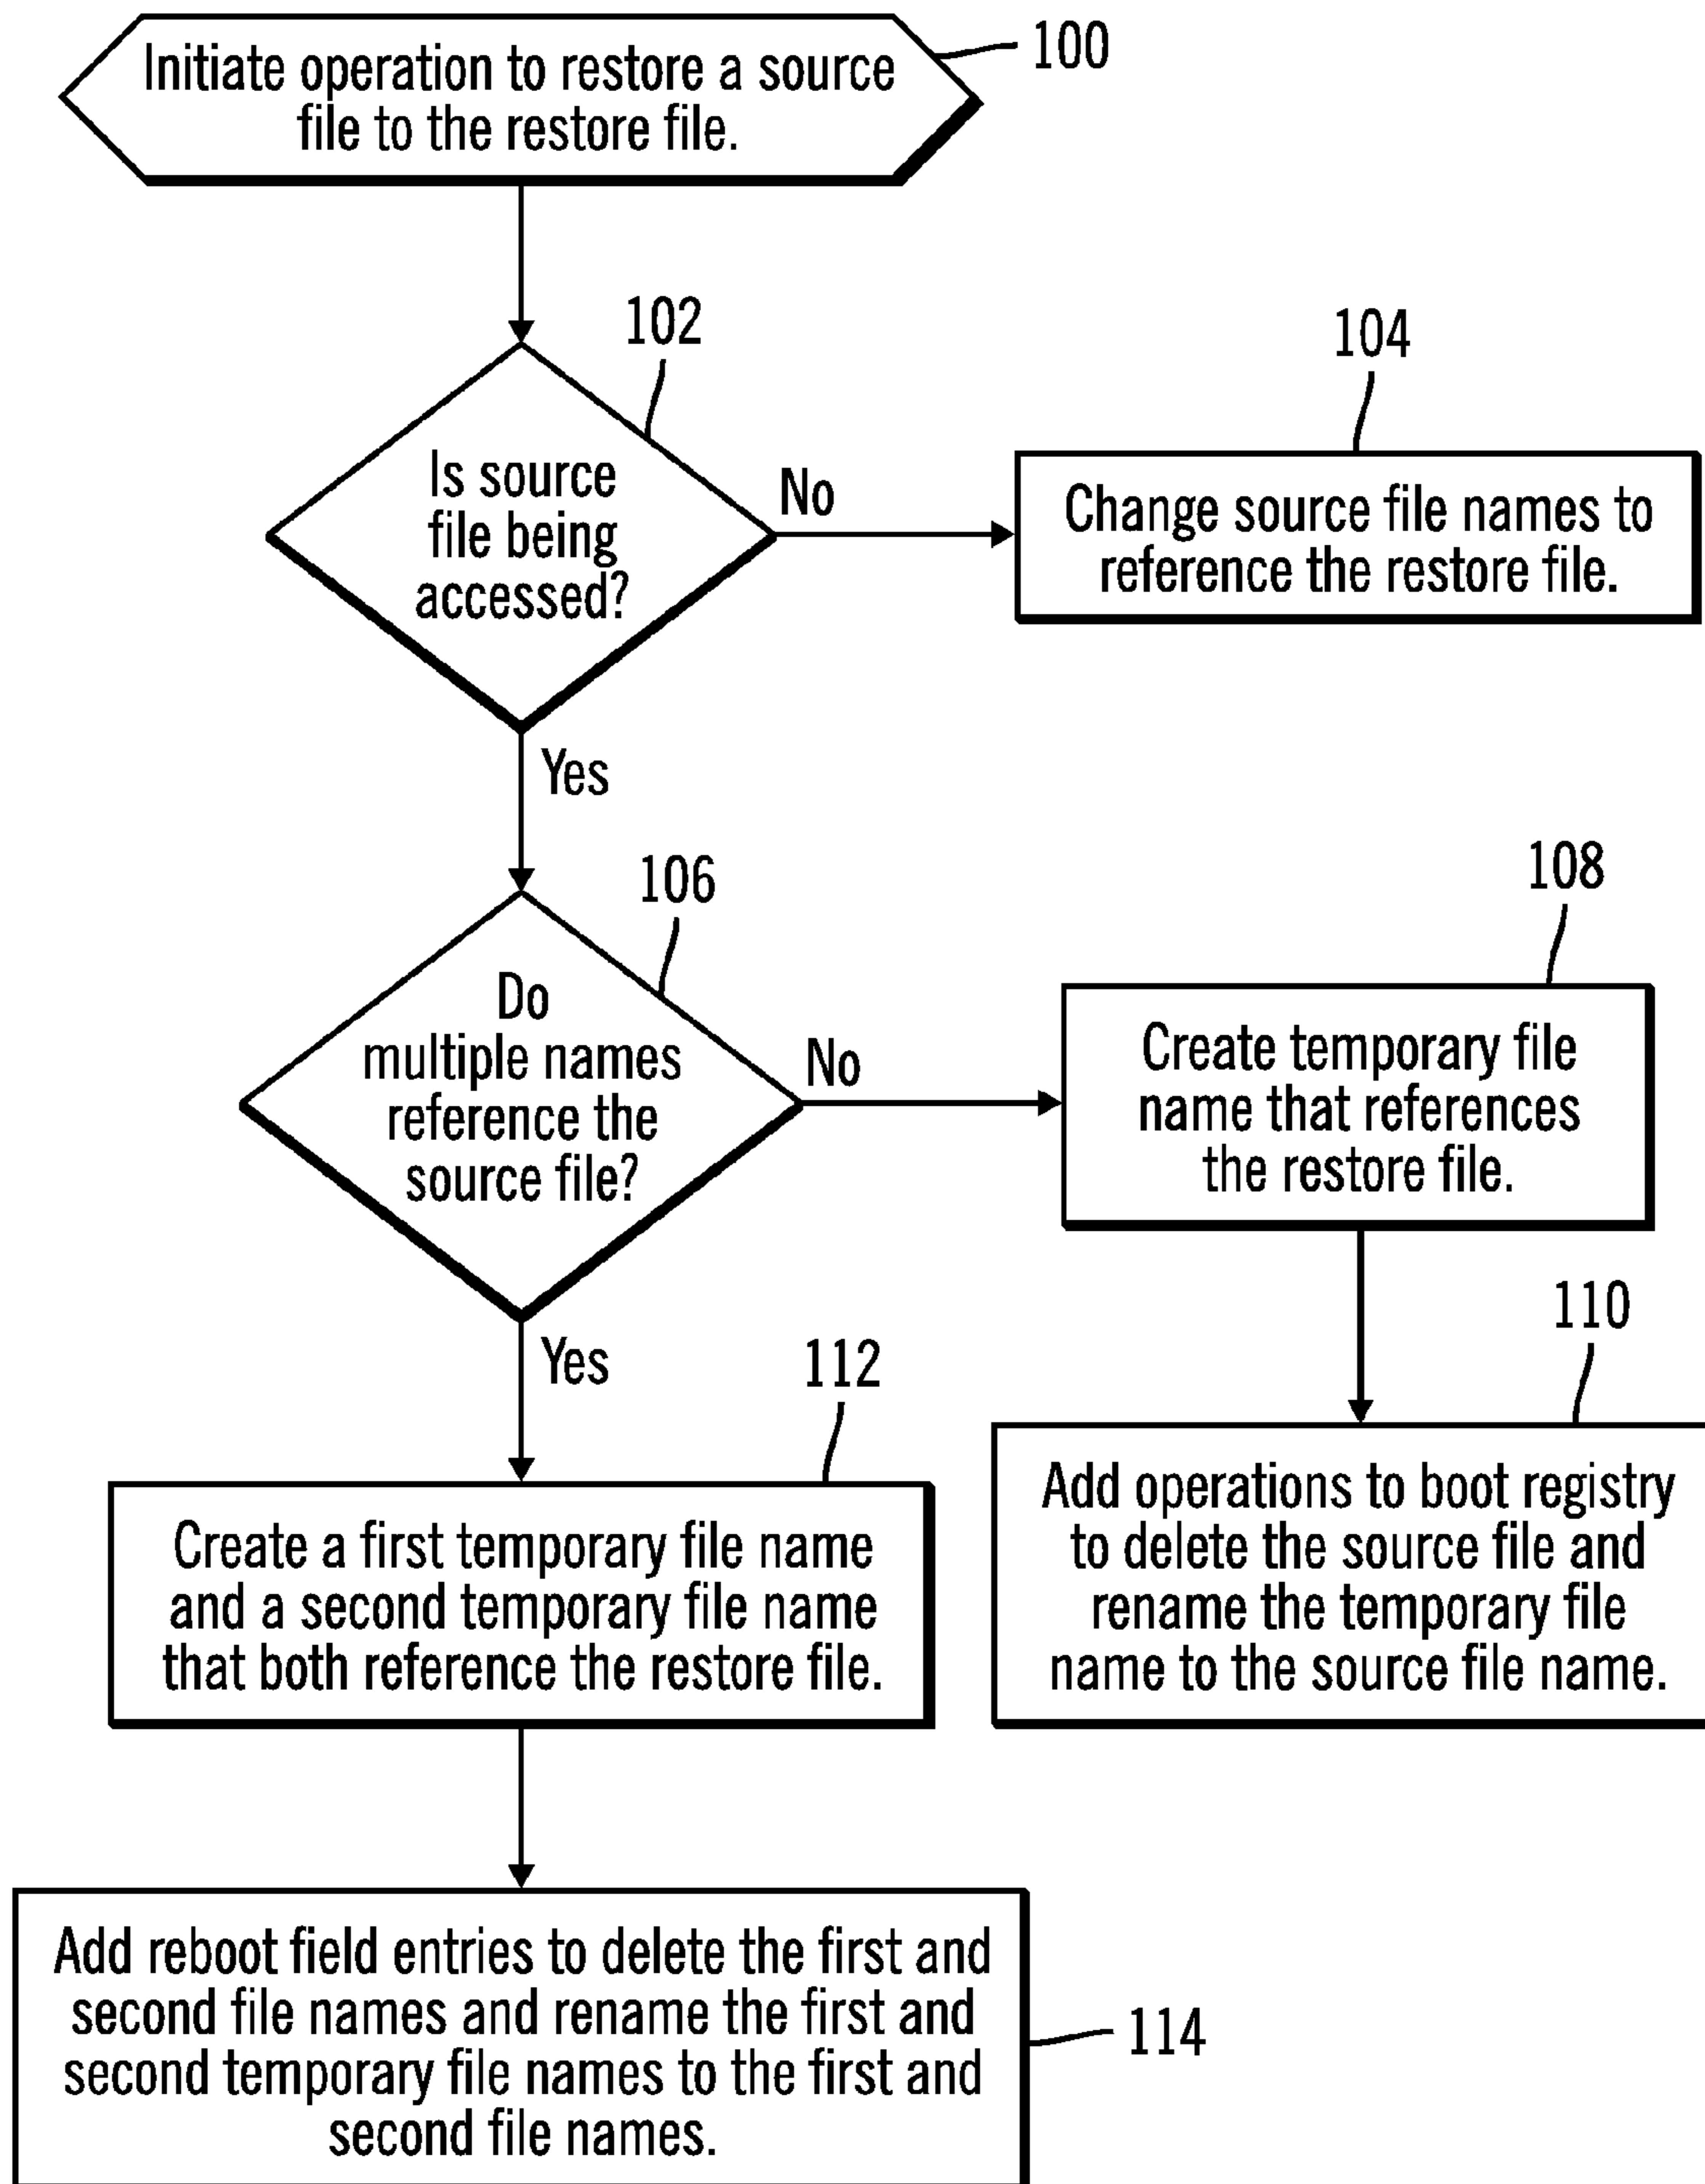 Initiate operation to restore a source
file to the restore file.
100
102
Is source
file being
accessed?
No
104
Change source file names to
reference the restore file.
Yes
106
Do
multiple names
reference the
source file?
No
108
Create temporary file
name that references
the restore file.
110
Add operations to boot registry
to delete the source file and
rename the temporary file
name to the source file name.
Yes
112
Create a first temporary file name
and a second temporary file name
that both reference the restore file.
Add reboot field entries to delete the first and
second file names and rename the first and
second temporary file names to the first and
second file names.
114